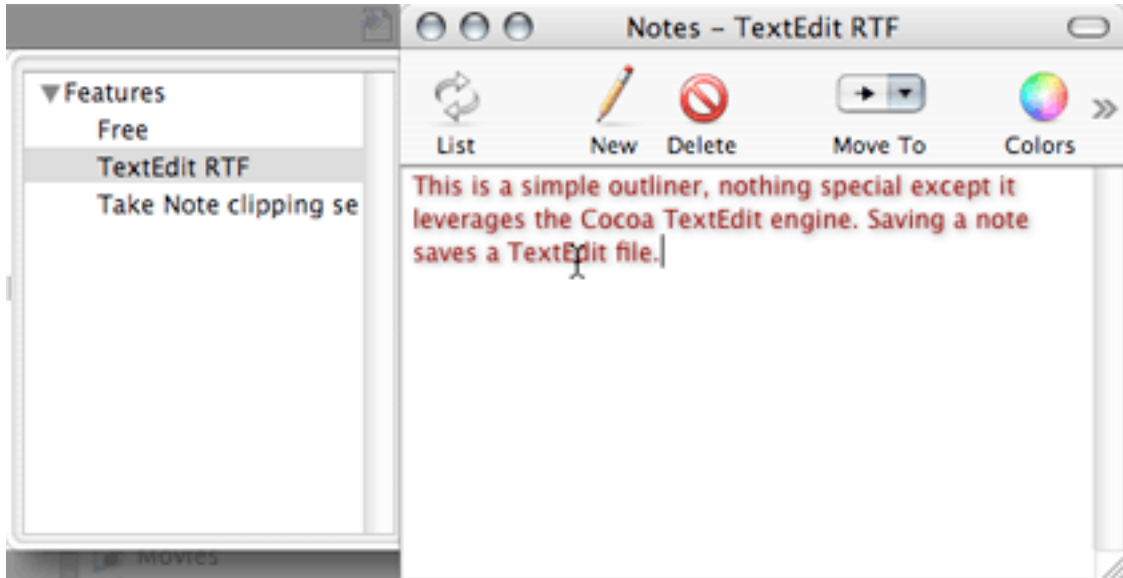 Notes – TextEdit RTF
List
New
Delete
Move To
Colors
Features
Free
TextEdit RTF
Take Note clipping se
This is a simple outliner, nothing special except it
leverages the Cocoa TextEdit engine. Saving a note
saves a TextEdit file.
Movies